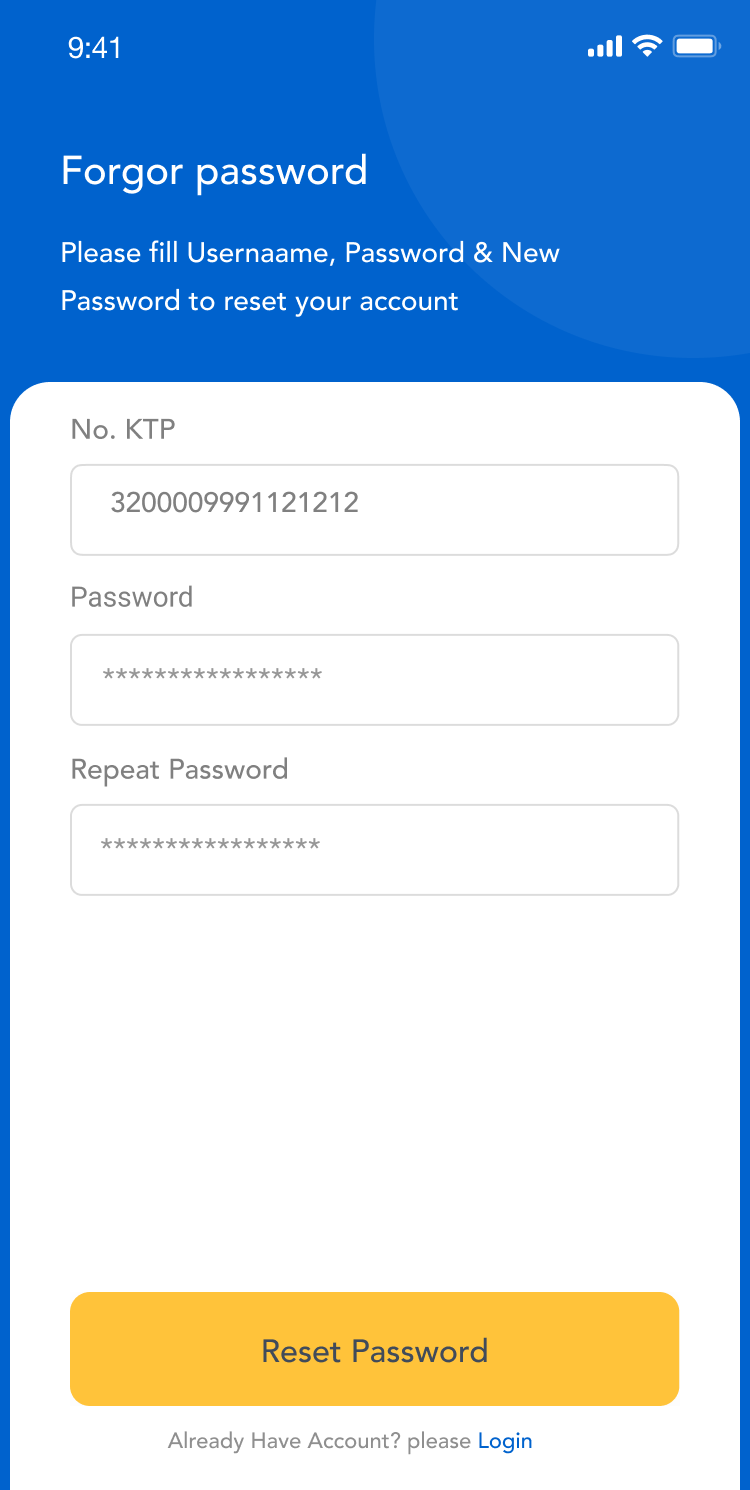 9:41
Forgor password
Please fill Usernaame, Password & New
Password to reset your account
No. KTP
3200009991121212
Password
*****************
Repeat Password
*****************
Reset Password
Already Have Account? please Login